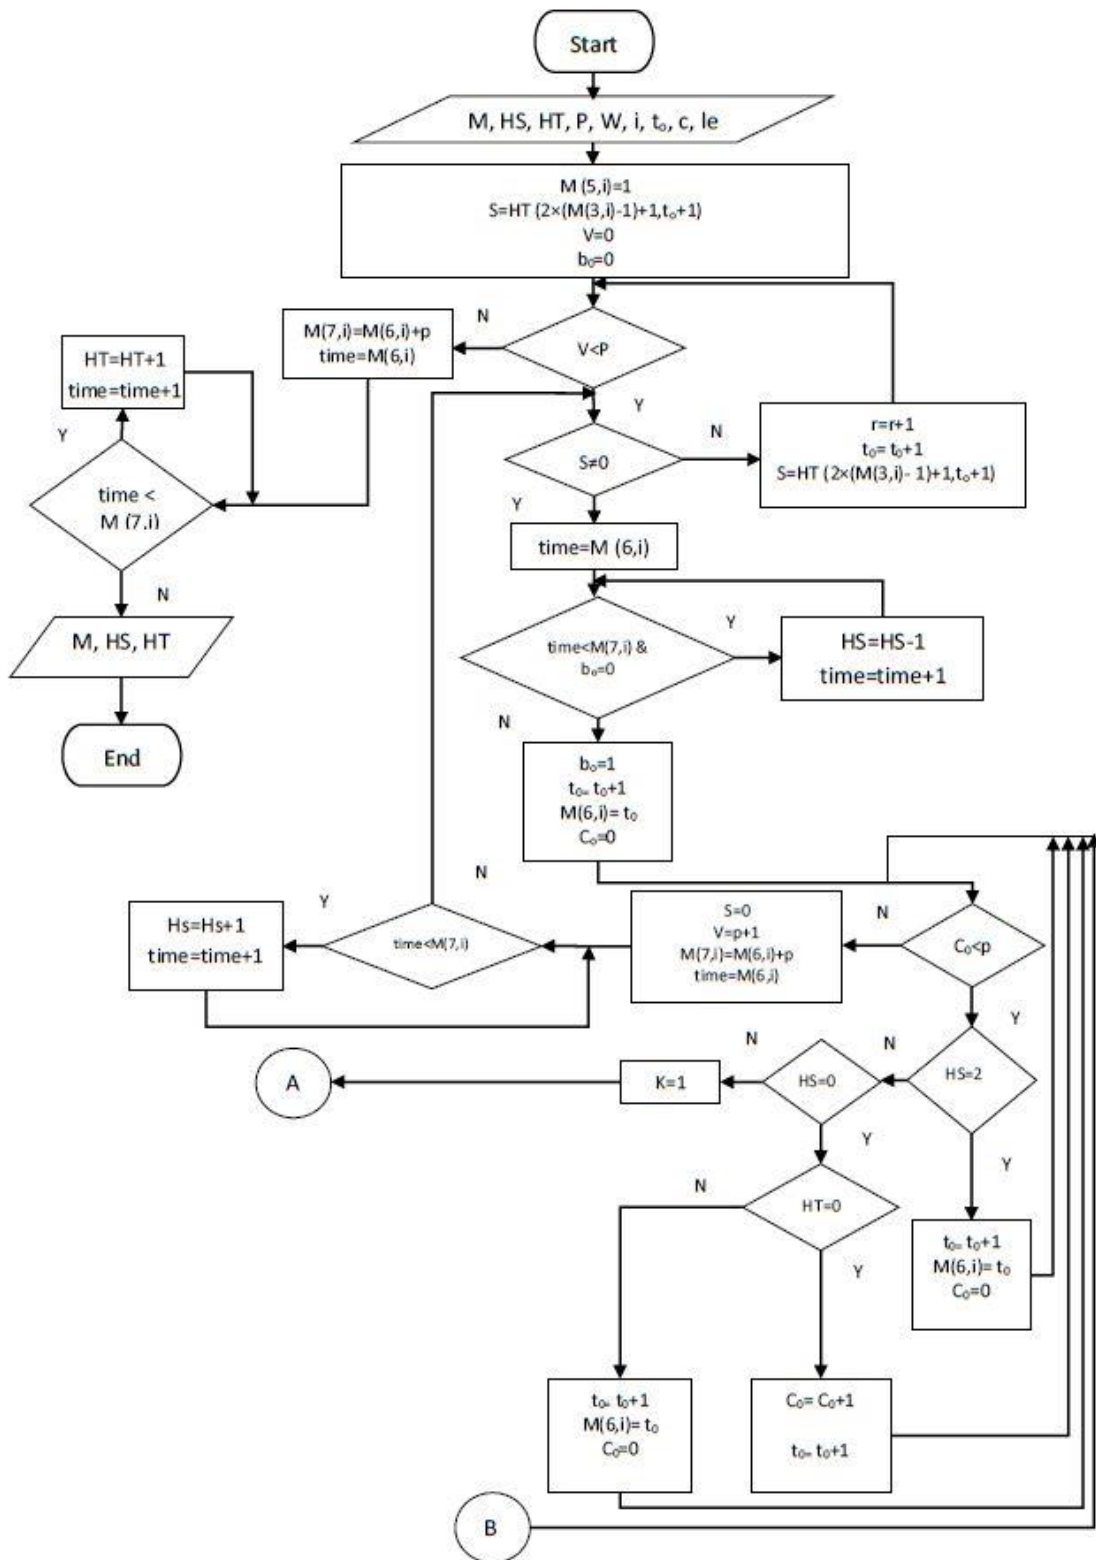 Start
M, HS, HT, P, W, i, t₀, c, le
M (5,i)=1
S=HT (2×(M(3,i)-1)+1,t₀+1)
V=0
b₀=0
N
M(7,i)=M(6,i)+p
time=M(6,i)
V<P
HT=HT+1
time=time+1
Y
Y
N
r=r+1
t₀= t₀+1
S=HT (2×(M(3,i)- 1)+1,t₀+1)
S≠0
time <
M (7,i)
Y
time=M (6,i)
N
M, HS, HT
time<M(7,i) &
b₀=0
Y
HS=HS-1
time=time+1
N
End
b₀=1
t₀= t₀+1
M(6,i)= t₀
C₀=0
N
Y
Hs=Hs+1
time=time+1
time<M(7,i)
S=0
V=p+1
M(7,i)=M(6,i)+p
time=M(6,i)
N
C₀<p
Y
N
N
A
K=1
HS=0
HS=2
Y
Y
N
HT=0
Y
t₀= t₀+1
M(6,i)= t₀
C₀=0
t₀= t₀+1
M(6,i)= t₀
C₀=0
C₀= C₀+1
t₀= t₀+1
B